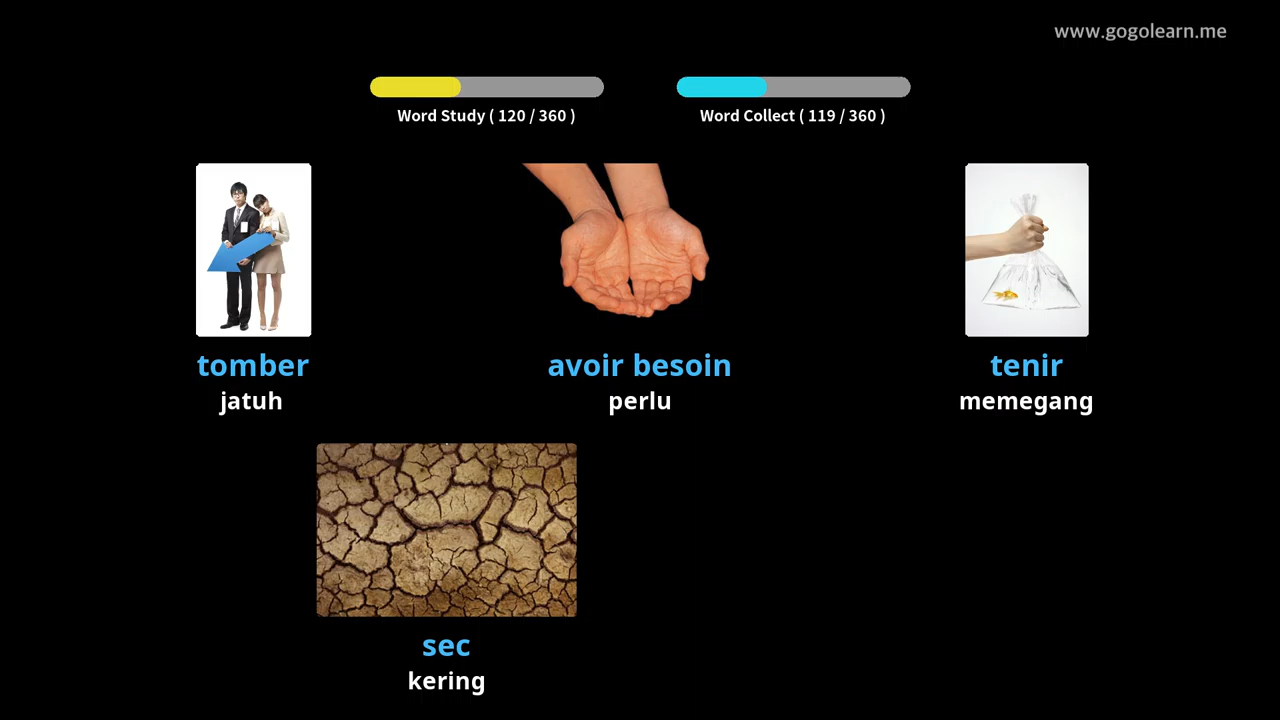 www.gogolearn.me
Word Study ( 120 / 360 )
Word Collect ( 119 / 360 )
tomber
jatuh
avoir besoin
perlu
tenir
memegang
sec
kering